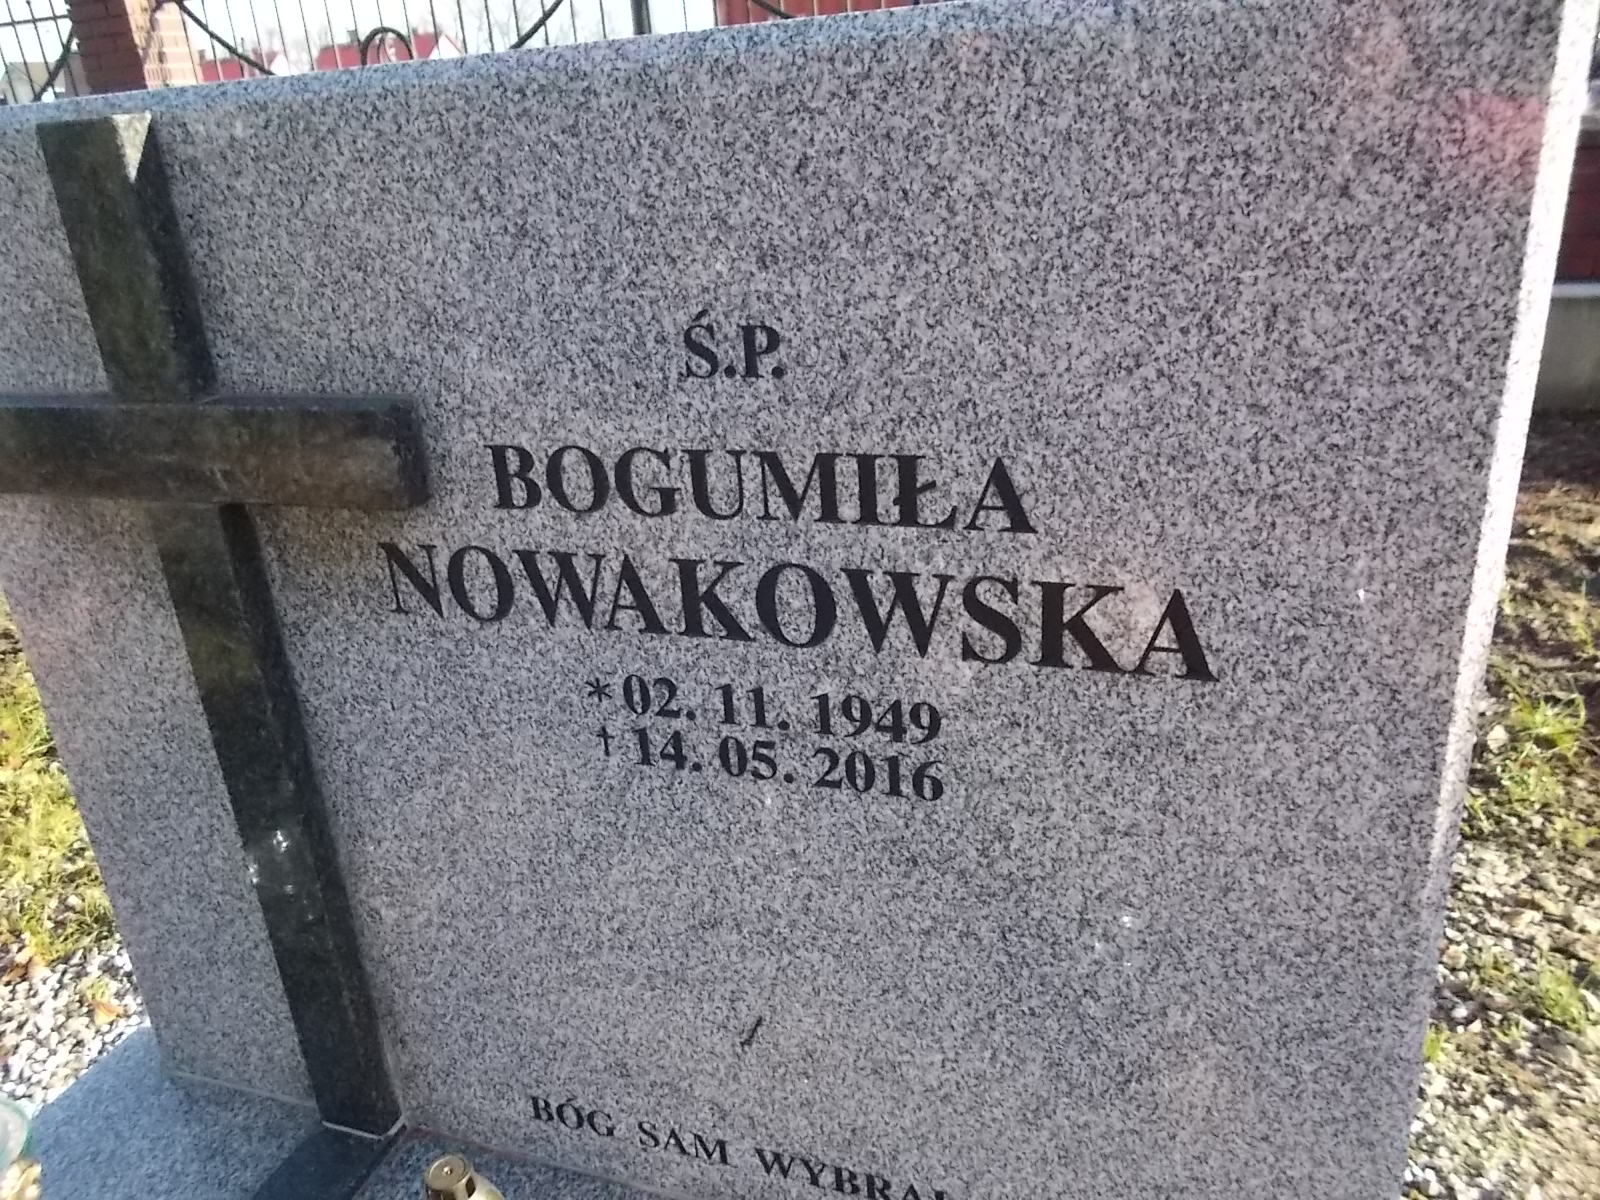 Ś.P.
BOGUMIŁA
NOWAKOWSKA
*02. 11. 1949
†14. 05. 2016
BÓG SAM WYBRAŁ